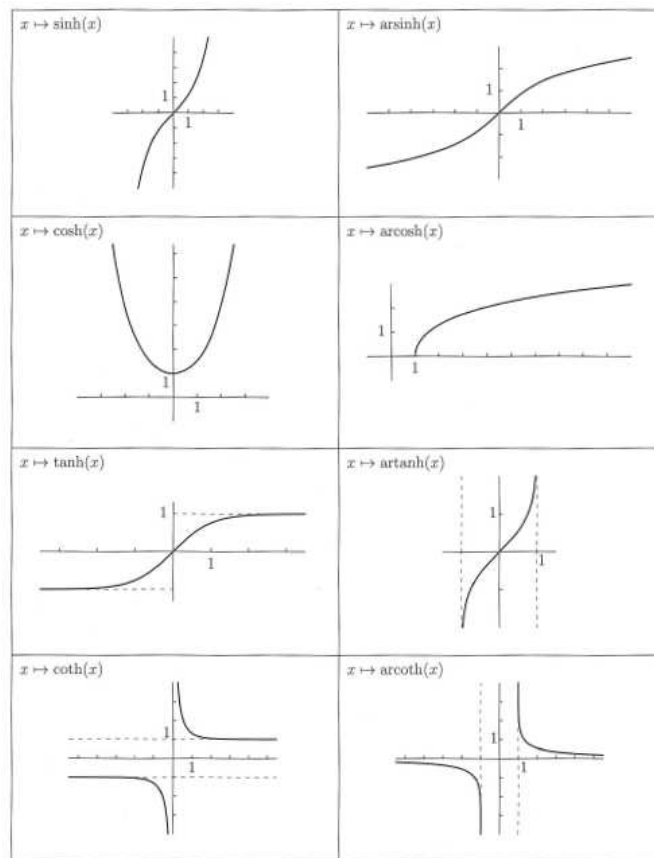 x ↦ sinh(x)
1
1
x ↦ arsinh(x)
1
1
x ↦ cosh(x)
1
1
x ↦ arcosh(x)
1
1
x ↦ tanh(x)
1
1
x ↦ artanh(x)
1
1
x ↦ coth(x)
1
1
x ↦ arcoth(x)
1
1